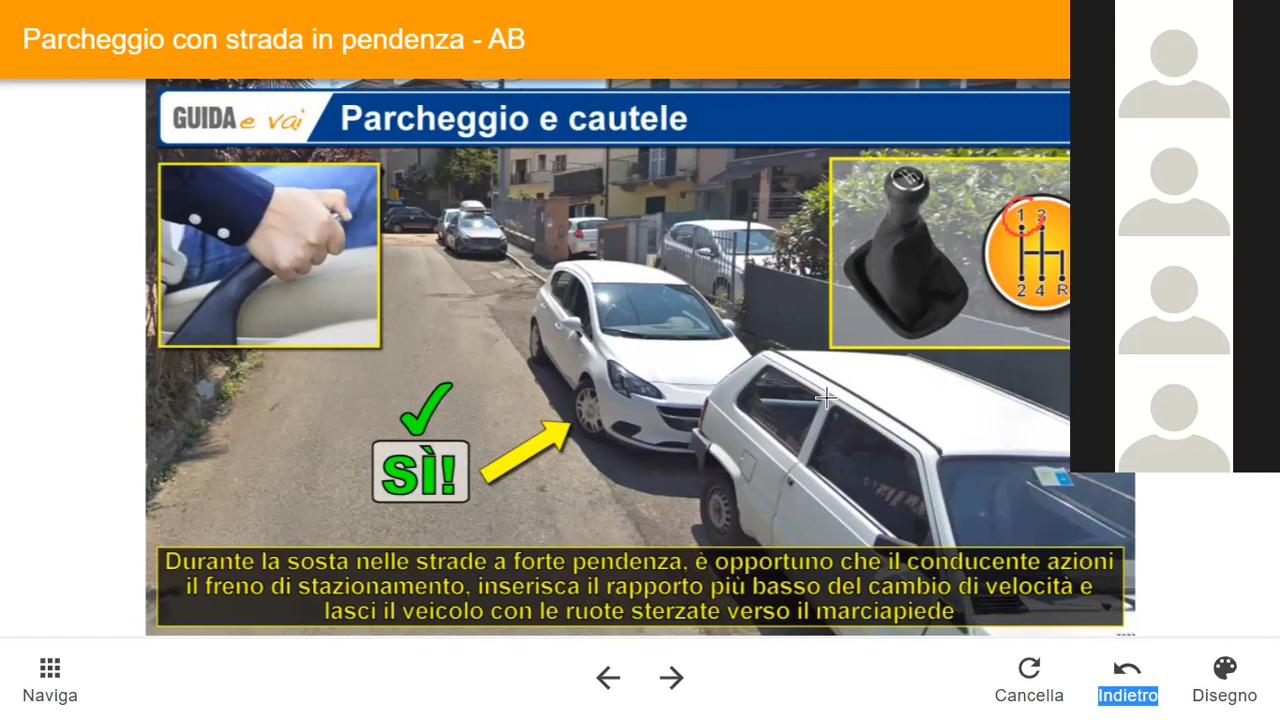 Parcheggio con strada in pendenza - AB
GUIDA e vai
Parcheggio e cautele
1 3
2 4 R
SÌ!
Durante la sosta nelle strade a forte pendenza, è opportuno che il conducente azioni
il freno di stazionamento, inserisca il rapporto più basso del cambio di velocità e
lasci il veicolo con le ruote sterzate verso il marciapiede
Naviga
Cancella
Indietro
Disegno